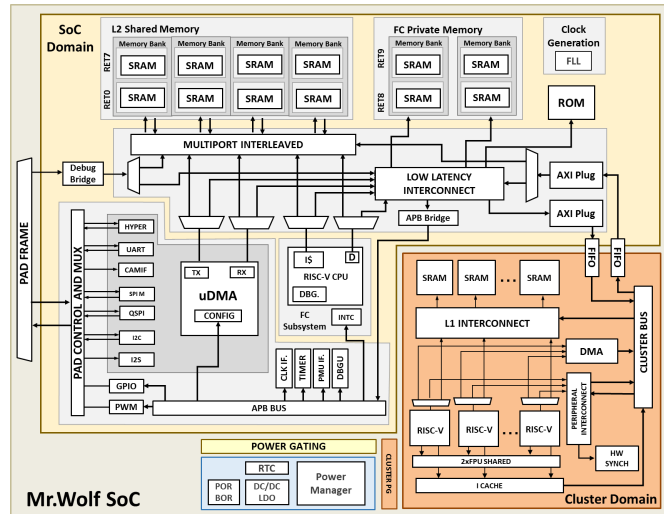 SoC
Domain
L2 Shared Memory
Memory Bank
Memory Bank
Memory Bank
Memory Bank
RET7
SRAM
SRAM
SRAM
SRAM
RET0
SRAM
SRAM
SRAM
SRAM
FC Private Memory
Memory Bank
Memory Bank
RET9
SRAM
SRAM
RET8
SRAM
SRAM
Clock
Generation
FLL
ROM
MULTIPORT INTERLEAVED
Debug
Bridge
LOW LATENCY
INTERCONNECT
AXI Plug
AXI Plug
APB Bridge
PAD FRAME
PAD CONTROL AND MUX
HYPER
UART
CAMIF
SPI M
QSPI
I2C
I2S
GPIO
PWM
TX
RX
uDMA
CONFIG
I$
D
RISC-V CPU
DBG.
FC
Subsystem
INTC
CLK IF.
TIMER
PMU IF.
DBGU
APB BUS
FIFO
FIFO
SRAM
SRAM
...
SRAM
L1 INTERCONNECT
CLUSTER BUS
DMA
PERIPHERAL
INTERCONNECT
RISC-V
RISC-V
...
RISC-V
2xFPU SHARED
HW
SYNCH
I CACHE
Cluster Domain
POWER GATING
CLUSTER PG
RTC
POR
BOR
DC/DC
LDO
Power
Manager
Mr.Wolf SoC